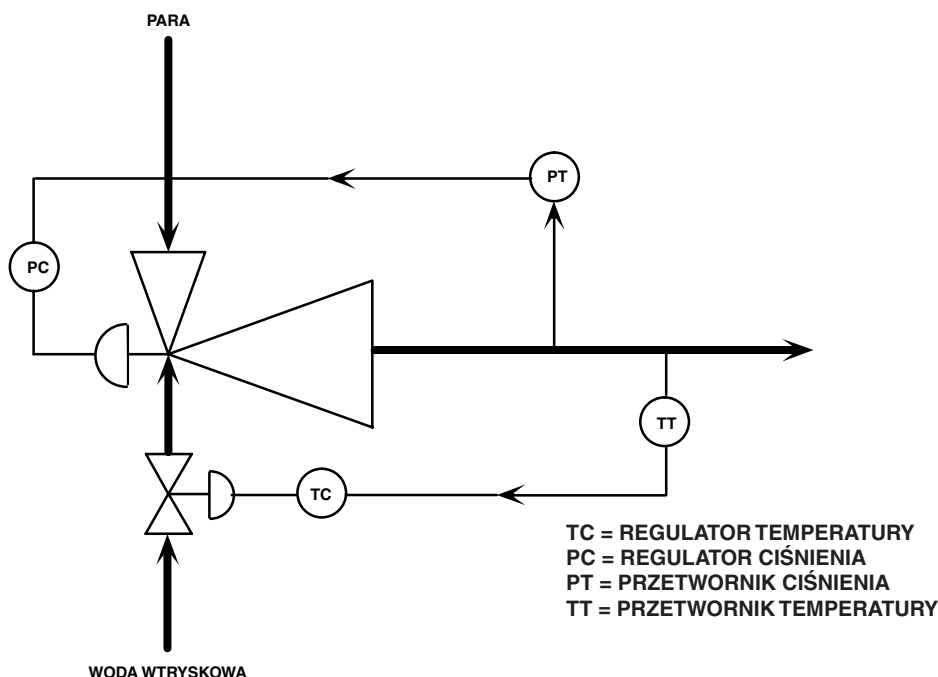 PARA
PT
PC
TT
TC
TC = REGULATOR TEMPERATURY
PC = REGULATOR CIŚNIENIA
PT = PRZETWORNIK CIŚNIENIA
TT = PRZETWORNIK TEMPERATURY
WODA WTRYSKOWA